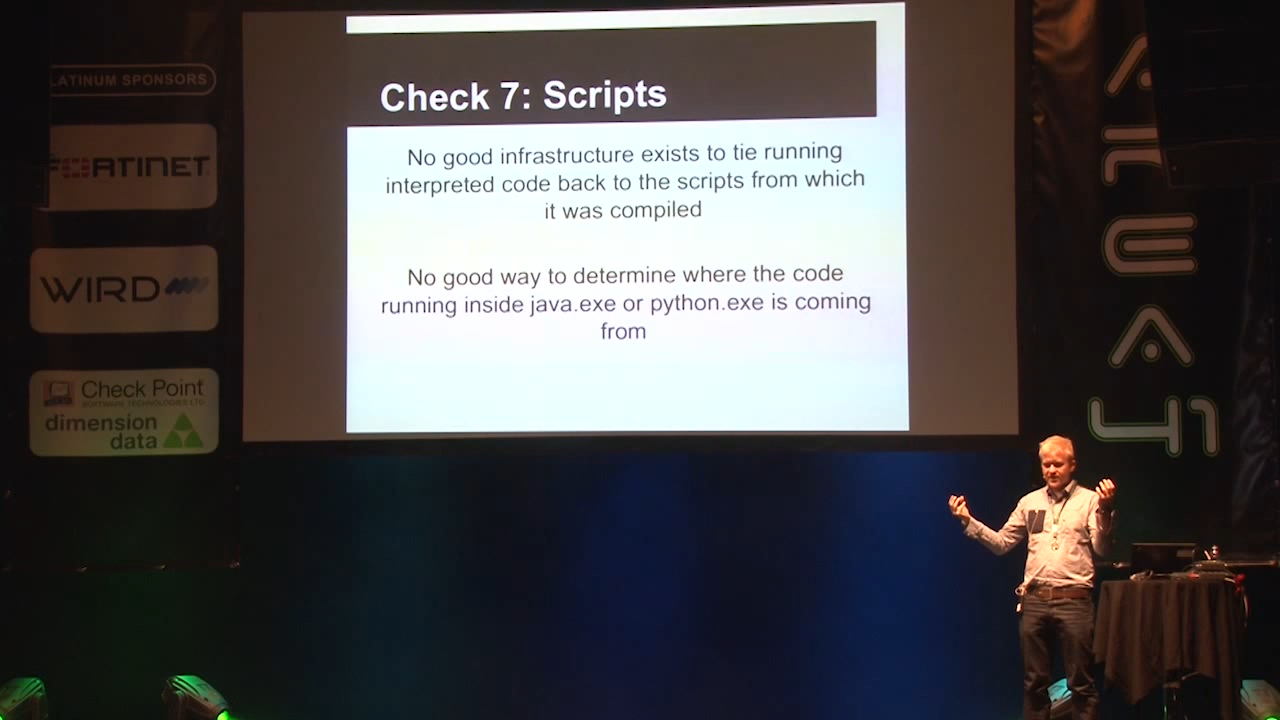 Check 7: Scripts
No good infrastructure exists to tie running
interpreted code back to the scripts from which
it was compiled
No good way to determine where the code
running inside java.exe or python.exe is coming
from
LATINUM SPONSORS
FORTINET
WIRD
Check Point
SOFTWARE TECHNOLOGIES LTD.
dimension
data
AREA41